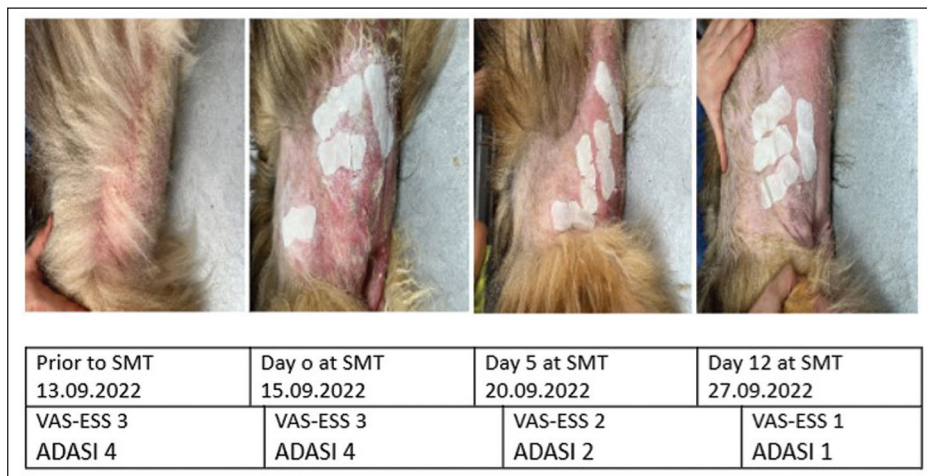 Prior to SMT
13.09.2022
Day o at SMT
15.09.2022
Day 5 at SMT
20.09.2022
Day 12 at SMT
27.09.2022
VAS-ESS 3
ADASI 4
VAS-ESS 3
ADASI 4
VAS-ESS 2
ADASI 2
VAS-ESS 1
ADASI 1